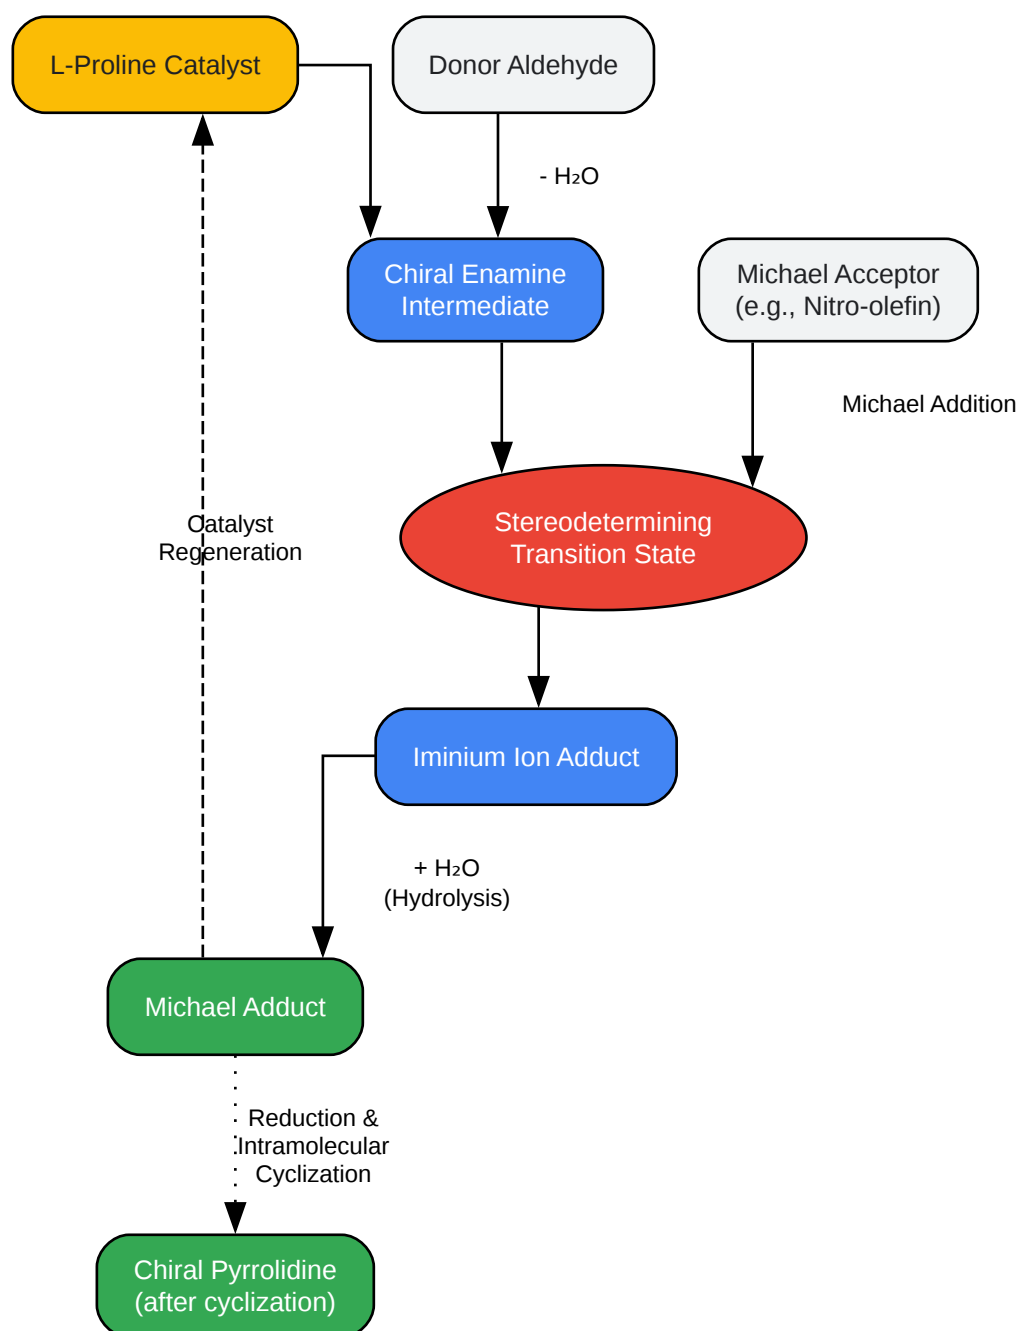 L-Proline Catalyst
Donor Aldehyde
- H₂O
Chiral Enamine
Intermediate
Michael Acceptor
(e.g., Nitro-olefin)
Michael Addition
Stereodetermining
Transition State
Catalyst
Regeneration
Iminium Ion Adduct
+ H₂O
(Hydrolysis)
Michael Adduct
Reduction &
Intramolecular
Cyclization
Chiral Pyrrolidine
(after cyclization)